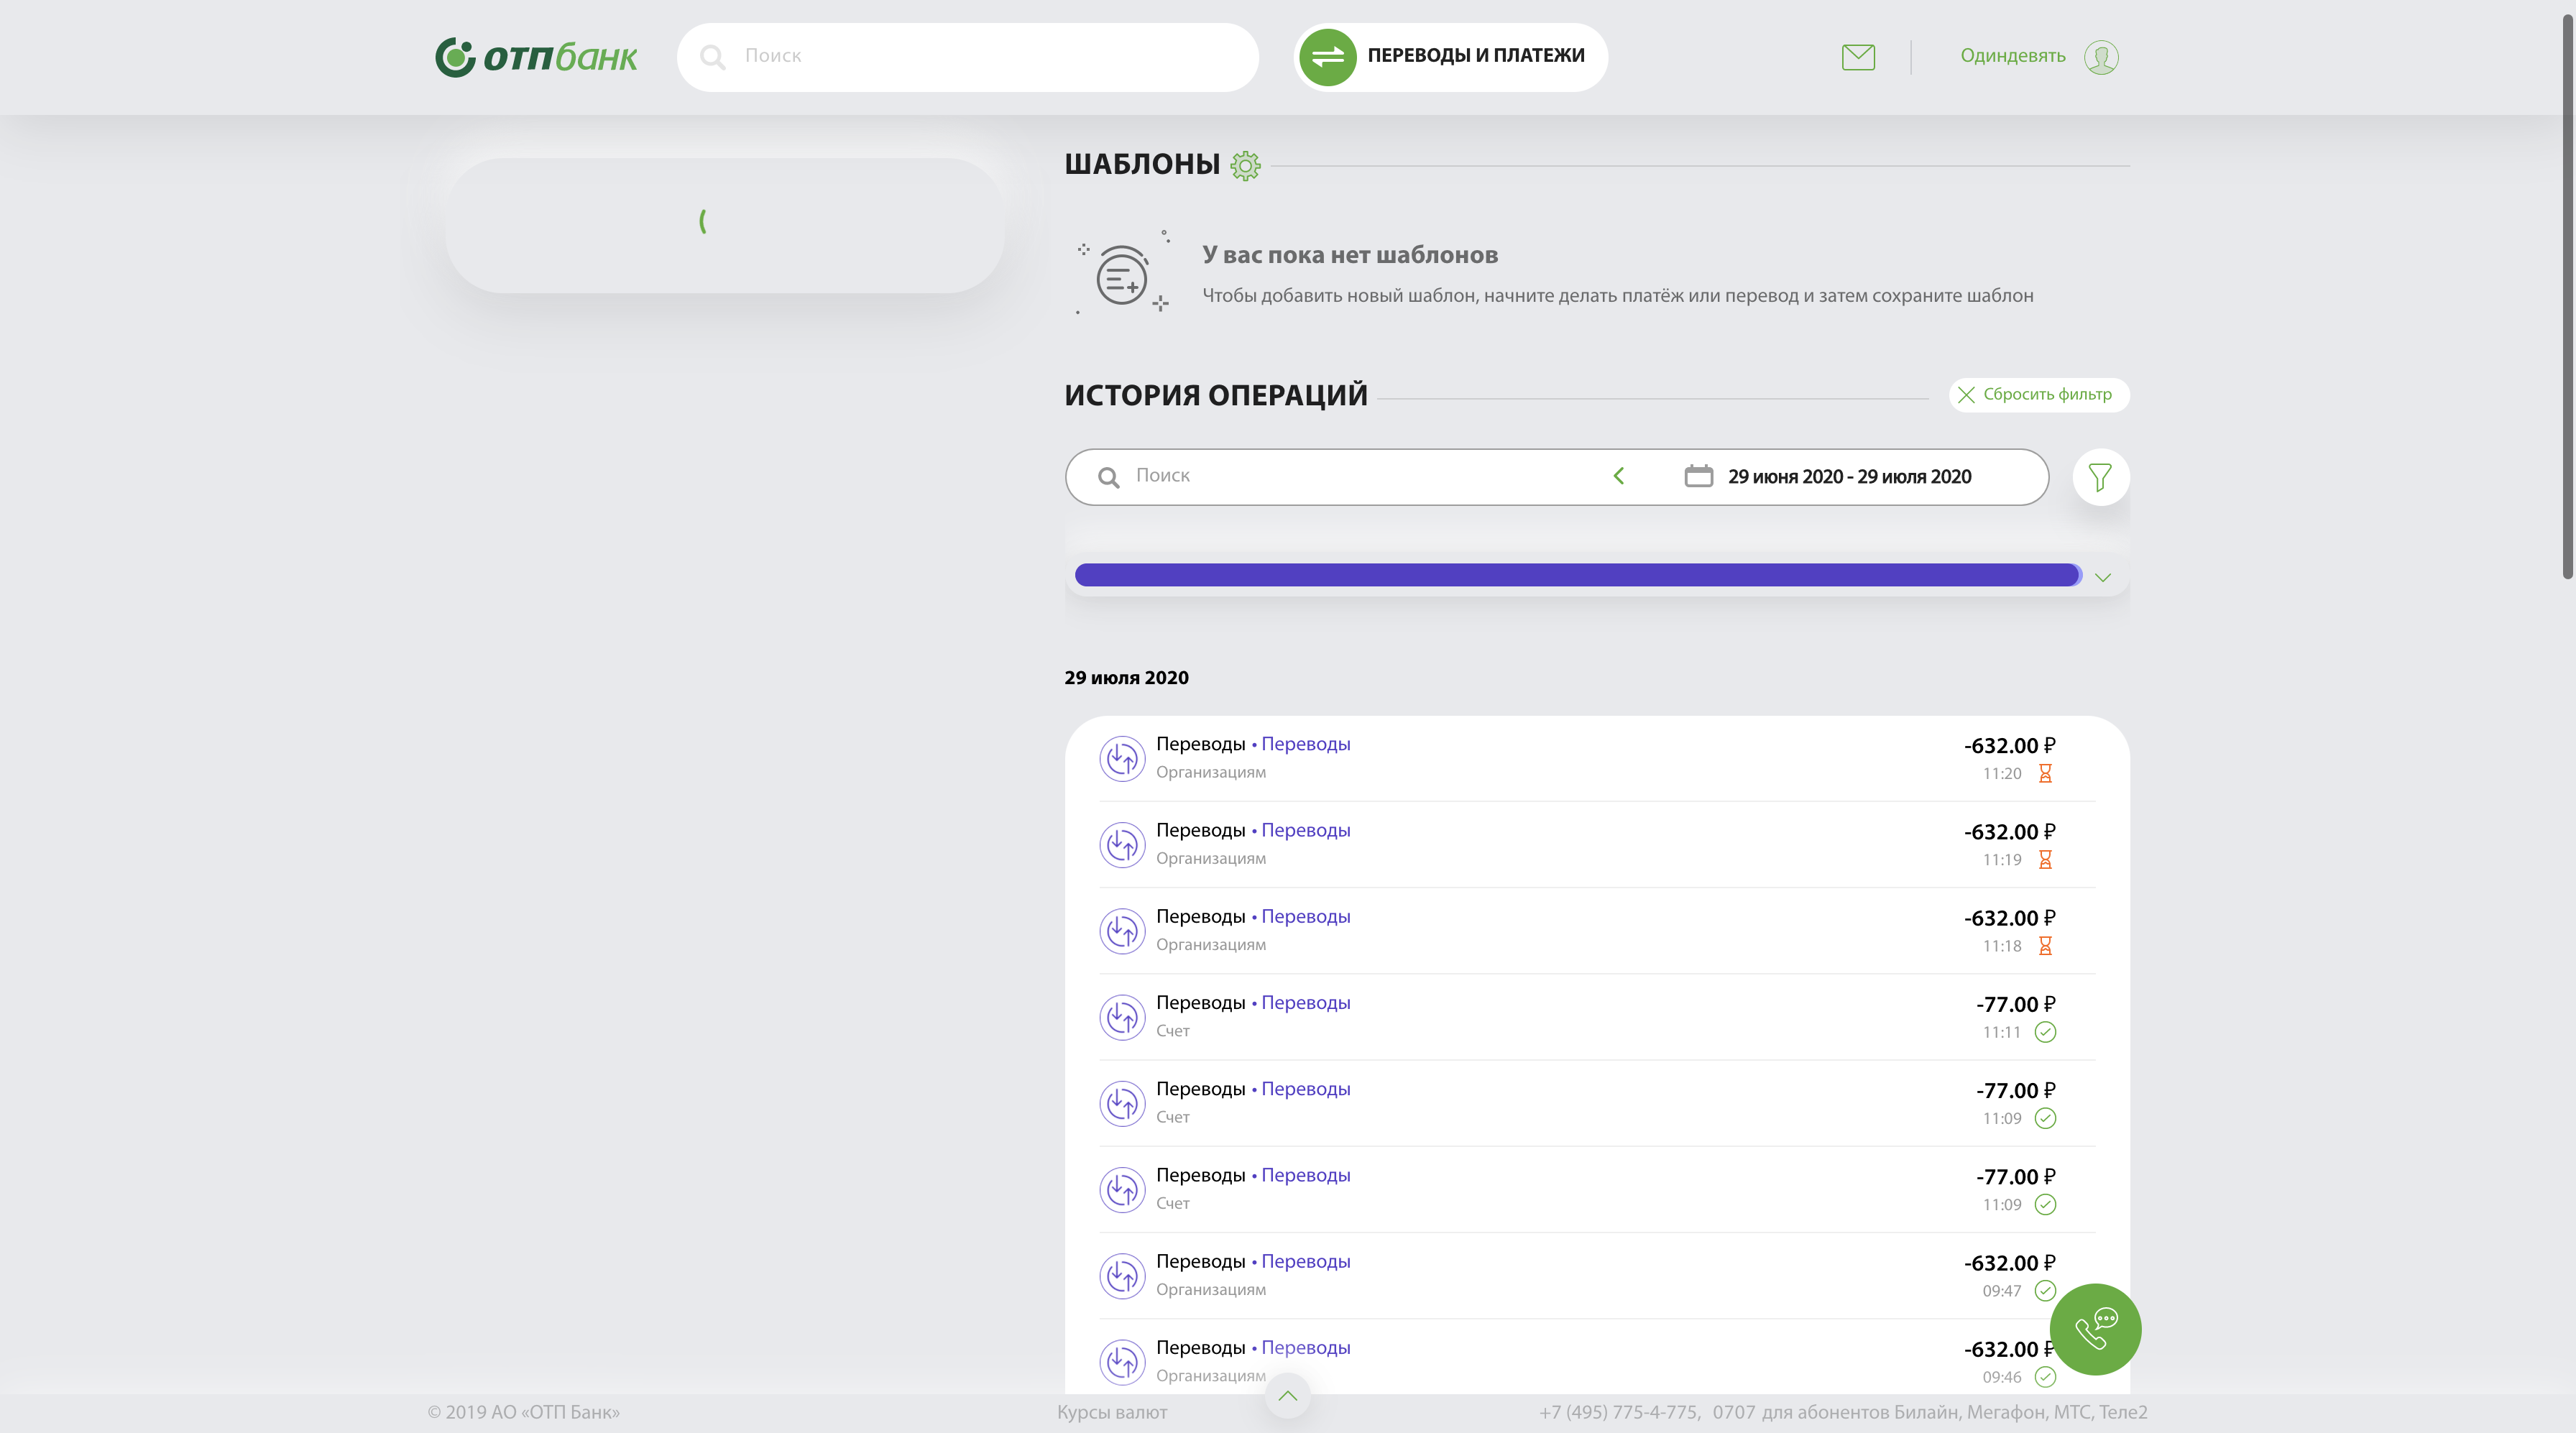 отпбанк
Поиск
ПЕРЕВОДЫ И ПЛАТЕЖИ
Одиндевять
ШАБЛОНЫ
У вас пока нет шаблонов
Чтобы добавить новый шаблон, начните делать платёж или перевод и затем сохраните шаблон
ИСТОРИЯ ОПЕРАЦИЙ
Сбросить фильтр
Поиск
29 июня 2020 - 29 июля 2020
29 июля 2020
Переводы • Переводы
-632.00 ₽
Организациям
11:20
Переводы • Переводы
-632.00 ₽
Организациям
11:19
Переводы • Переводы
-632.00 ₽
Организациям
11:18
Переводы • Переводы
-77.00 ₽
Счет
11:11
Переводы • Переводы
-77.00 ₽
Счет
11:09
Переводы • Переводы
-77.00 ₽
Счет
11:09
Переводы • Переводы
-632.00 ₽
Организациям
09:47
Переводы • Переводы
-632.00 ₽
Организациям
09:46
© 2019 АО «ОТП Банк»
Курсы валют
+7 (495) 775-4-775, 0707 для абонентов Билайн, Мегафон, МТС, Теле2